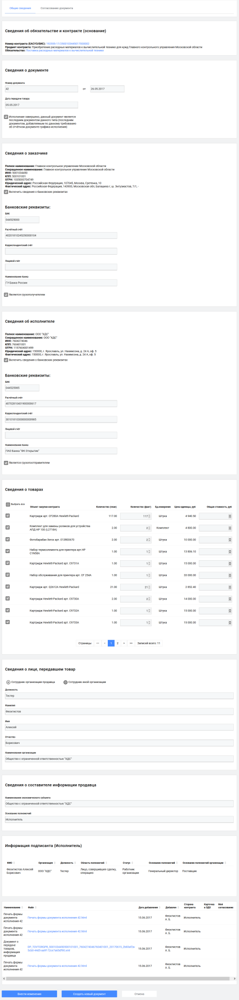 Общие сведения
Согласование документа
Сведения об обязательстве и контракте (основание)
Номер контракта (ЕАСУЗ/ЕИС): 192555-17/2500103445017000002
Предмет контракта: Приобретение расходных материалов к вычислительной технике для нужд Главного контрольного управления Московской области
Обязательство: Поставка расходных материалов к вычислительной технике
Сведения о документе
Номер документа
42 от 26.05.2017
Дата передачи товара
05.05.2017
Исполнение завершено, данный документ является
последним документом данного типа (последним
документом, добавляемым по данному требованию
об отчётном документе графика исполнения)
Сведения о заказчике
Полное наименование: Главное контрольное управление Московской области
Сокращенное наименование: Главное контрольное управление Московской области
ИНН: 5001034450
КПП: 500101001
ОГРН: 1035000704749
Юридический адрес: Российская Федерация, 107045, Москва, Сретенка, 10
Фактический адрес: Российская Федерация, 143900, Московская обл, Балашиха г, ш. Энтузиастов, 7/1, -
Включить сведения о банковских реквизитах
Банковские реквизиты:
БИК
044525000
Расчётный счёт
40201810245250000104
Корреспондентский счёт
Лицевой счёт
Наименование банка
ГУ Банка России
Является грузополучателем
Сведения об исполнителе
Полное наименование: ООО "ХДС"
Сокращенное наименование: ООО "ХДС"
ИНН: 7604274046
КПП: 760401001
ОГРН: 1157604001499
Юридический адрес: 150000, г. Ярославль, ул. Нахимсона, д. 24 А, оф. 5
Фактический адрес: 150000, г. Ярославль, ул. Нахимсона, д. 24 А, оф. 5
Включить сведения о банковских реквизитах
Банковские реквизиты:
БИК
044525985
Расчётный счёт
40702810401900000617
Корреспондентский счёт
30101810300000000985
Лицевой счёт
Наименование банка
ПАО Банка "ФК Открытие"
Является грузоотправителем
Сведения о товарах
Выбрать все Объект закупки контракта Количество (план) Количество (факт) Ед.измерения Цена единицы, руб Общая стоимость, руб
Картридж арт. CF280A Hewlett-Packard 117.00 117 Штука 4 940.50
Комплект для замены роликов для устройства
АПД HP 100 (L2718A) 2.00 2 Комплект 4 800.00
Фотобарабан Xerox арт. 013R00670 2.00 2 Штука 10 000.00
Набор термоэлемента для принтера арт.HP
C1N58A 1.00 1 Штука 13 806.10
Картридж Hewlett-Packard арт. C9731A 1.00 1 Штука 15 000.00
Набор обслуживания для принтера арт. CF 254A 1.00 1 Штука 33 000.00
Картридж арт. Q2612A Hewlett-Packard 21.00 21 Штука 2 852.40
Картридж Hewlett-Packard арт. C9730A 2.00 2 Штука 14 000.00
Картридж Hewlett-Packard арт. C9732A 1.00 1 Штука 15 000.00
Картридж Hewlett-Packard арт. C9733A 1.00 1 Штука 15 000.00
Страницы << < 1 2 > >> Записей всего: 11
Сведения о лице, передавшем товар
Сотрудник организации продавца Сотрудник иной организации
Должность
Тестер
Фамилия
Феоктистов
Имя
Алексей
Отчество
Борисович
Наименование организации
Общество с ограниченной ответственностью "ХДС"
Сведения о составителе информации продавца
Наименование экономического субъекта
Общество с ограниченной ответственностью "ХДС"
Основание полномочий
Исполнитель
Информация подписанта (Исполнитель)
ФИО Организация Должность Область полномочий Статус Основание полномочий Основание полномочий организации
Феоктистов Алексей
Борисович ООО "ХДС" Тестер Лицо, совершившее сделку,
операцию Работник
организации Генеральный директор Поставщик
Наименование Файл Дата добавления Добавлен Сторона
контракта Карточка
в ЭДО Моё
согласование
Печать формы
документа
исполнения 42 Печать формы документа исполнения 42.html 15.06.2017 Феоктистов
А. Б. Исполнитель
Печать формы
документа
исполнения 42 Печать формы документа исполнения 42.html 15.06.2017 Феоктистов
А. Б. Исполнитель
Документ о
передаче
товаров,
информация
продавца 15.06.2017 Феоктистов
А. Б. Исполнитель
Печать формы
документа
исполнения 42 Печать формы документа исполнения 42.html 15.06.2017 Феоктистов
А. Б. Исполнитель
Внести изменения
Создать новый документ
Отмена